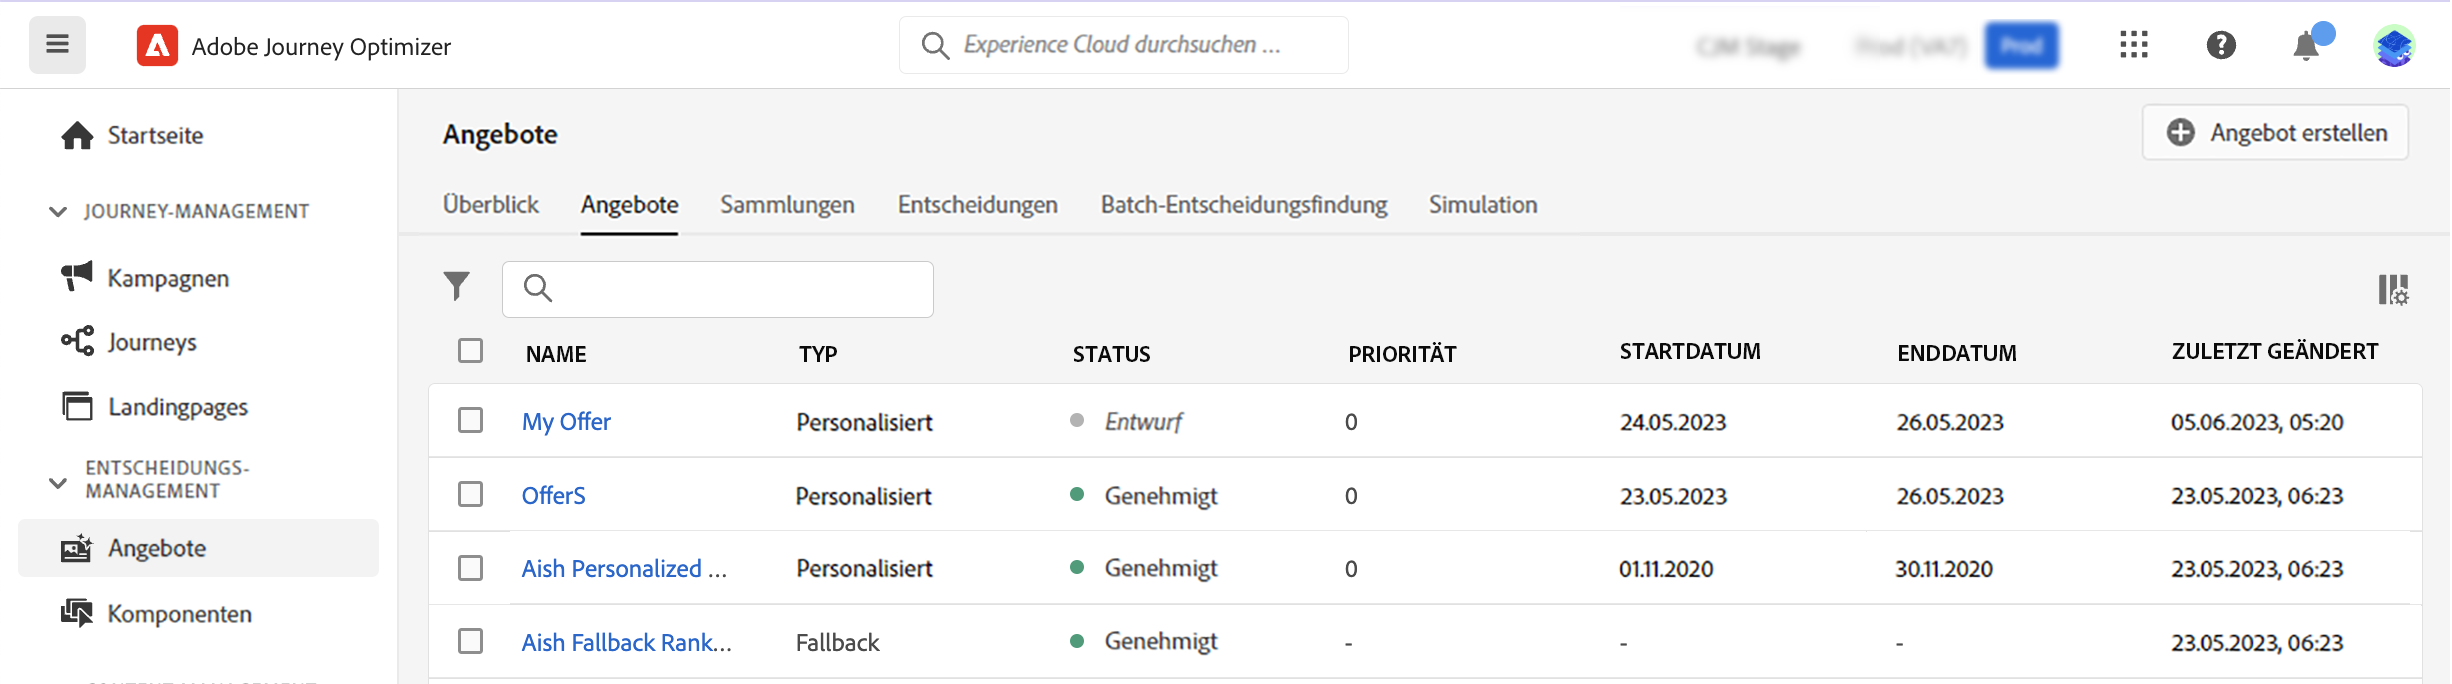 Adobe Journey Optimizer
Experience Cloud durchsuchen ...
Prod
Startseite
JOURNEY-MANAGEMENT
Kampagnen
Journeys
Landingpages
ENTSCHEIDUNGS-
MANAGEMENT
Angebote
Komponenten
Angebote
Angebot erstellen
Überblick Angebote Sammlungen Entscheidungen Batch-Entscheidungsfindung Simulation
NAME TYP STATUS PRIORITÄT STARTDATUM ENDDATUM ZULETZT GEÄNDERT
My Offer Personalisiert Entwurf 0 24.05.2023 26.05.2023 05.06.2023, 05:20
OfferS Personalisiert Genehmigt 0 23.05.2023 26.05.2023 23.05.2023, 06:23
Aish Personalized ... Personalisiert Genehmigt 0 01.11.2020 30.11.2020 23.05.2023, 06:23
Aish Fallback Rank... Fallback Genehmigt - - - 23.05.2023, 06:23